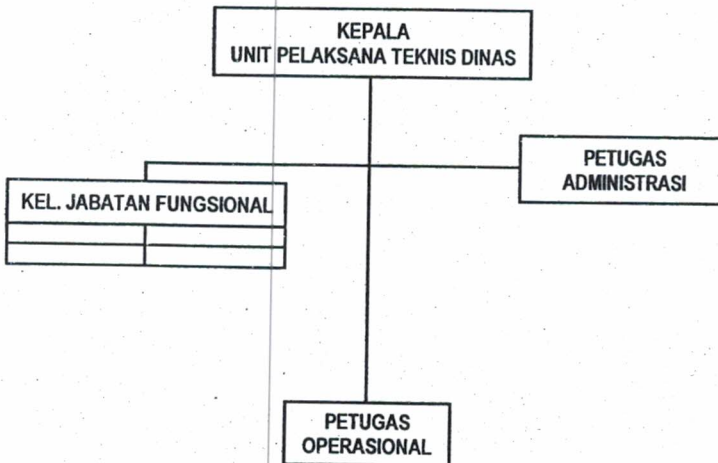 KEPALA
UNIT PELAKSANA TEKNIS DINAS
PETUGAS
ADMINISTRASI
KEL. JABATAN FUNGSIONAL
PETUGAS
OPERASIONAL